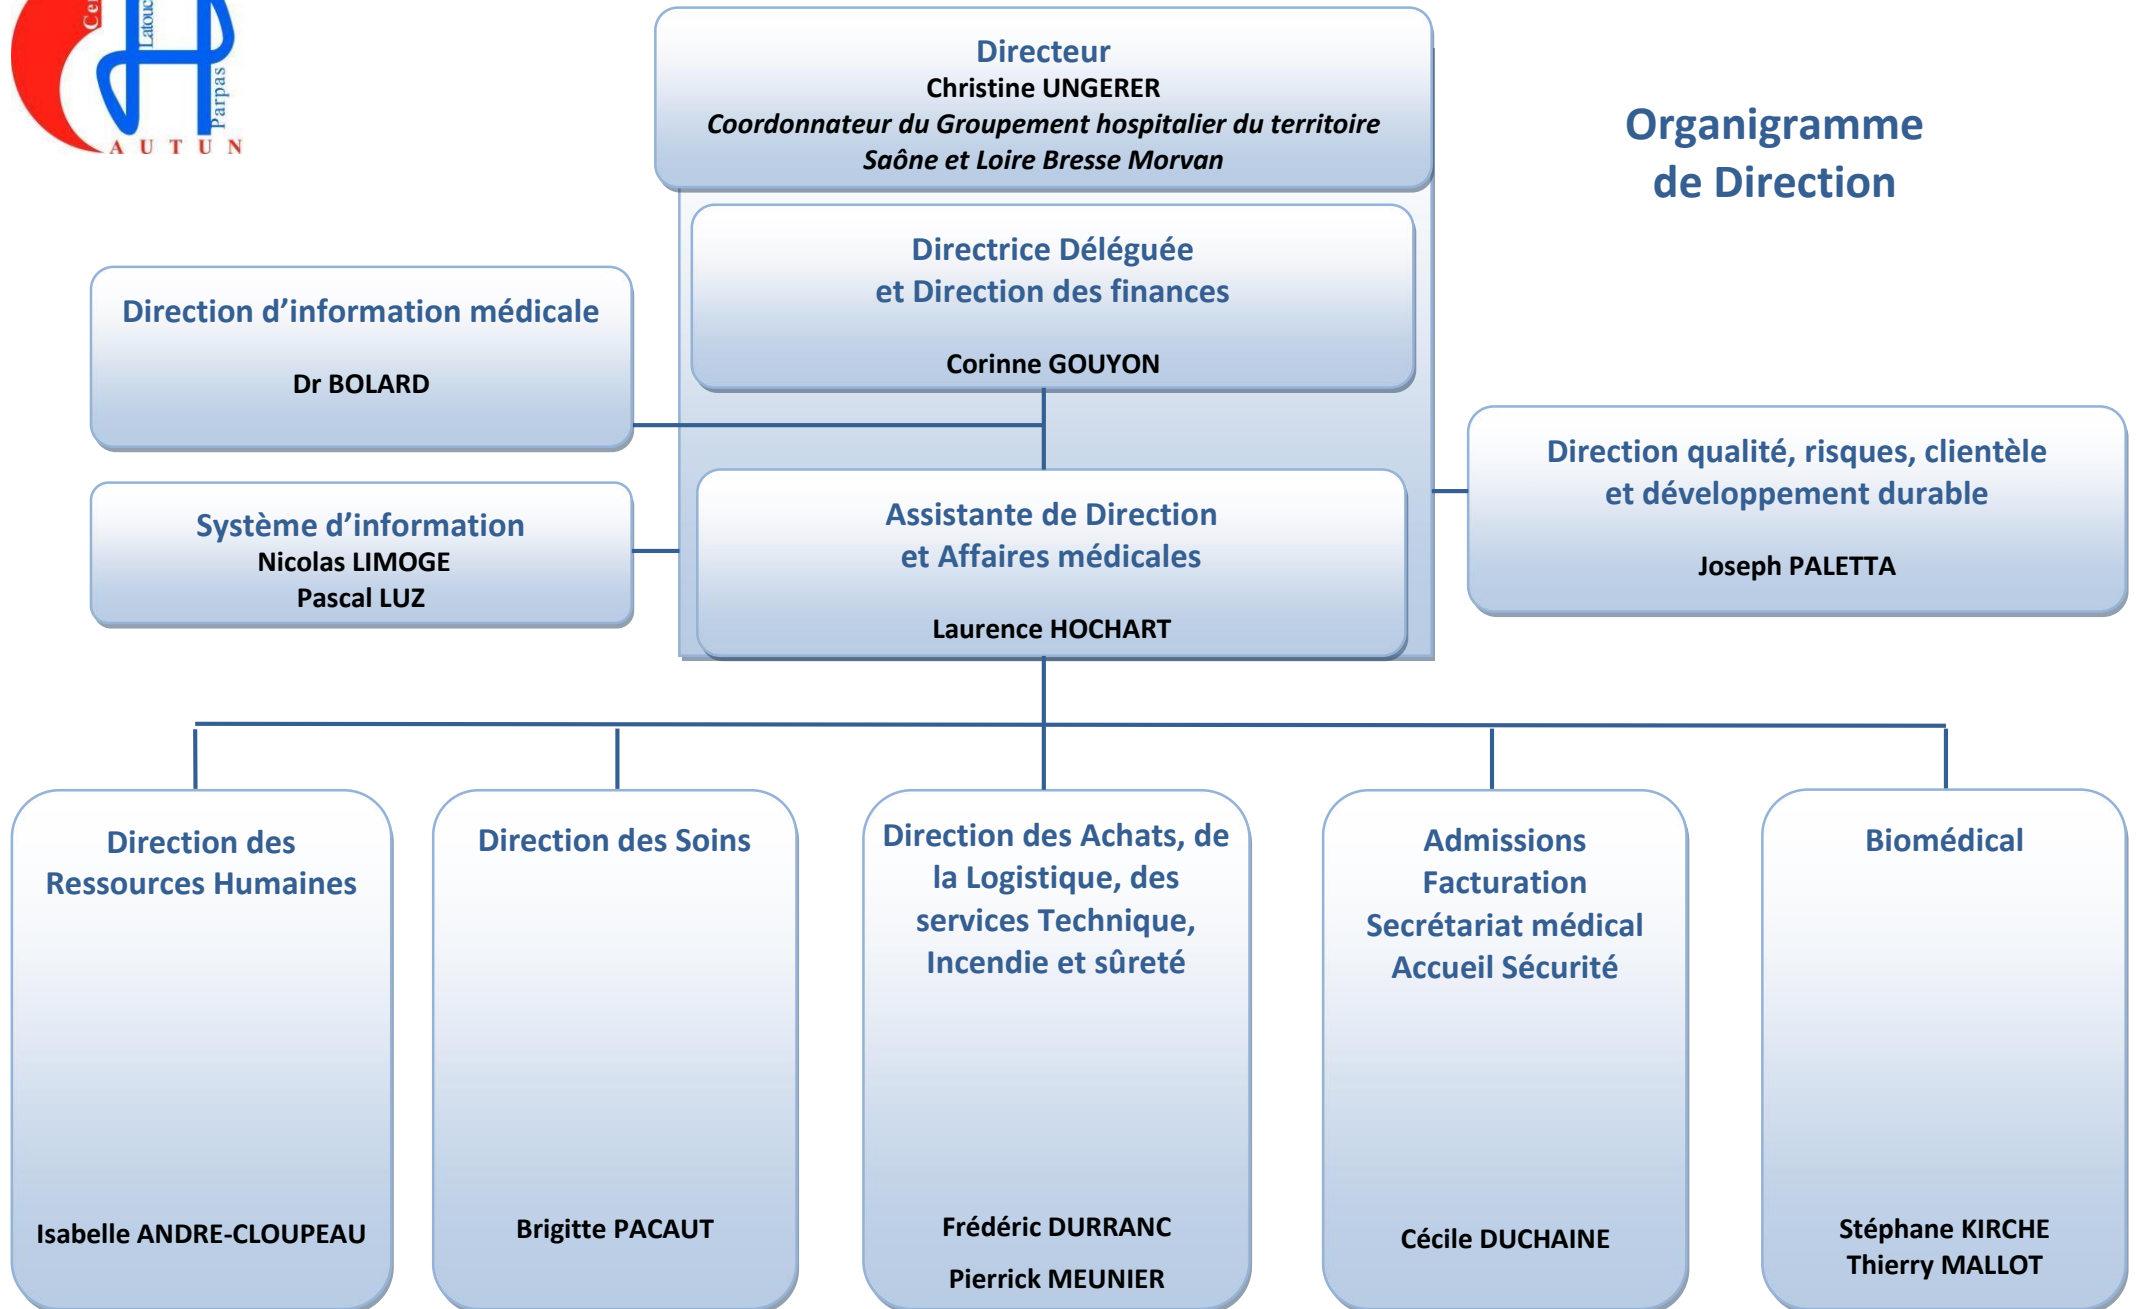 Parpas
AUTUN
Directeur
Christine UNGERER
Coordonnateur du Groupement hospitalier du territoire
Saône et Loire Bresse Morvan
Organigramme
de Direction
Directrice Déléguée
et Direction des finances
Corinne GOUYON
Direction d’information médicale
Dr BOLARD
Système d’information
Nicolas LIMOGE
Pascal LUZ
Assistante de Direction
et Affaires médicales
Laurence HOCHART
Direction qualité, risques, clientèle
et développement durable
Joseph PALETTA
Direction des
Ressources Humaines
Isabelle ANDRE-CLOUPEAU
Direction des Soins
Brigitte PACAUT
Direction des Achats, de
la Logistique, des
services Technique,
Incendie et sûreté
Frédéric DURRANC
Pierrick MEUNIER
Admissions
Facturation
Secrétariat médical
Accueil Sécurité
Cécile DUCHAINE
Biomédical
Stéphane KIRCHE
Thierry MALLOT